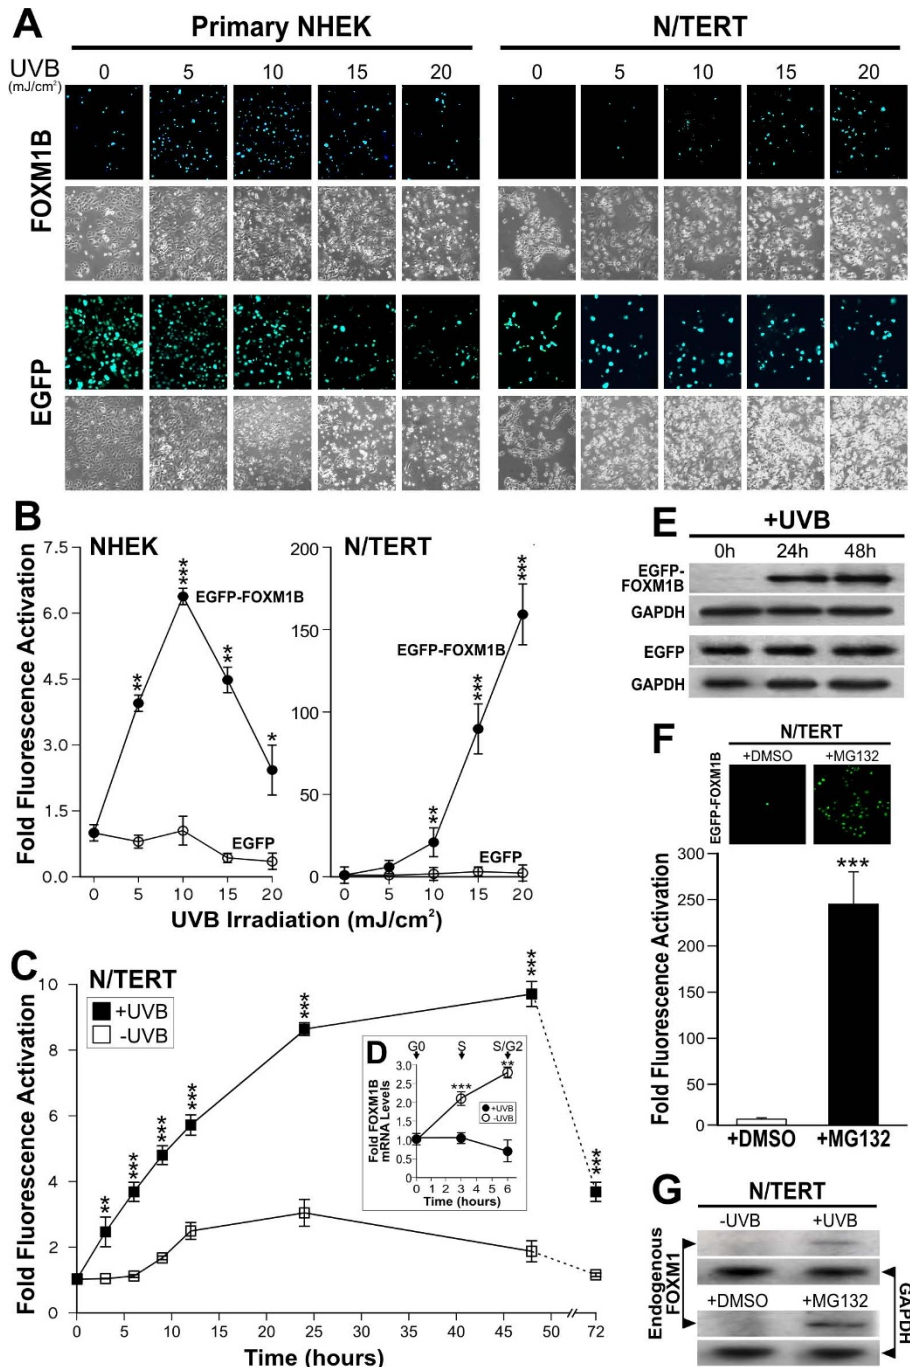 A
Primary NHEK
N/TERT
UVB 0 5 10 15 20 0 5 10 15 20
(mJ/cm²)
FOXM1B
EGFP
B
NHEK
N/TERT
Fold Fluorescence Activation
7.5
6.0
4.5
3.0
1.5
0.0
***
**
**
*
EGFP-FOXM1B
EGFP
0 5 10 15 20
200
150
100
50
0
***
***
**
EGFP-FOXM1B
EGFP
0 5 10 15 20
UVB Irradiation (mJ/cm²)
C
N/TERT
+UVB
-UVB
Fold Fluorescence Activation
10
8
6
4
2
0
**
***
***
***
***
***
***
0 5 10 15 20 25 30 35 40 45 50 72
Time (hours)
D
G0 S S/G2
Fold FOXM1B
mRNA Levels
3.0
2.5
2.0
1.5
1.0
0.5
0.0
***
**
+UVB
-UVB
0 1 2 3 4 5 6
Time (hours)
E
+UVB
0h 24h 48h
EGFP-
FOXM1B
GAPDH
EGFP
GAPDH
F
N/TERT
+DMSO +MG132
EGFP-FOXM1B
Fold Fluorescence Activation
300
250
200
150
100
50
0
***
+DMSO +MG132
G
N/TERT
-UVB +UVB
+DMSO +MG132
Endogenous
FOXM1
GAPDH